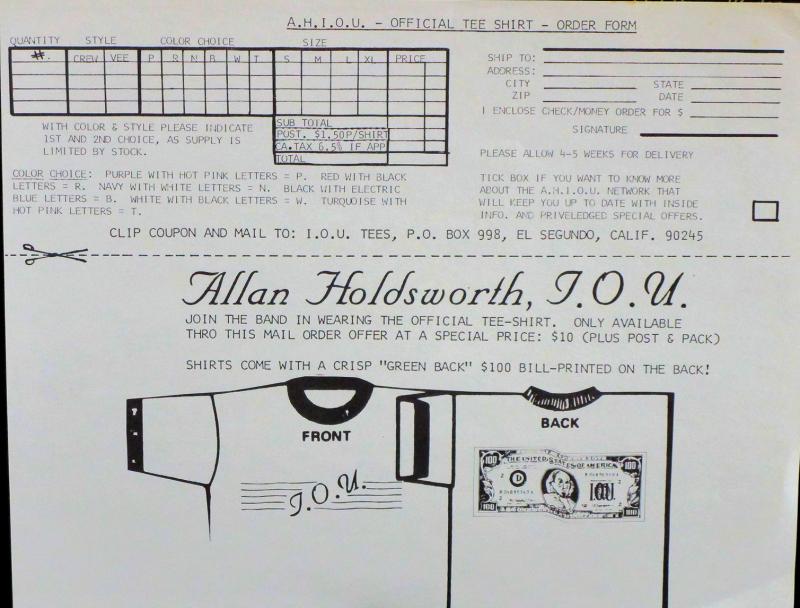 A.H.I.O.U. - OFFICIAL TEE SHIRT - ORDER FORM
QUANTITY STYLE COLOR CHOICE SIZE
#. CREW VEE P R N B W T S M L XL PRICE
SUB TOTAL
POST. $1.50P/SHIRT
CA.TAX 6.5% IF APP
TOTAL
WITH COLOR & STYLE PLEASE INDICATE
1ST AND 2ND CHOICE, AS SUPPLY IS
LIMITED BY STOCK.
SHIP TO:
ADDRESS:
CITY STATE
ZIP DATE
I ENCLOSE CHECK/MONEY ORDER FOR $
SIGNATURE
PLEASE ALLOW 4-5 WEEKS FOR DELIVERY
COLOR CHOICE: PURPLE WITH HOT PINK LETTERS = P. RED WITH BLACK
LETTERS = R. NAVY WITH WHITE LETTERS = N. BLACK WITH ELECTRIC
BLUE LETTERS = B. WHITE WITH BLACK LETTERS = W. TURQUOISE WITH
HOT PINK LETTERS = T.
TICK BOX IF YOU WANT TO KNOW MORE
ABOUT THE A.H.I.O.U. NETWORK THAT
WILL KEEP YOU UP TO DATE WITH INSIDE
INFO. AND PRIVELEDGED SPECIAL OFFERS.
CLIP COUPON AND MAIL TO: I.O.U. TEES, P.O. BOX 998, EL SEGUNDO, CALIF. 90245
Allan Holdsworth, I.O.U.
JOIN THE BAND IN WEARING THE OFFICIAL TEE-SHIRT. ONLY AVAILABLE
THRO THIS MAIL ORDER OFFER AT A SPECIAL PRICE: $10 (PLUS POST & PACK)
SHIRTS COME WITH A CRISP "GREEN BACK" $100 BILL-PRINTED ON THE BACK!
FRONT
I.O.U.
BACK
100 THE UNITED STATES OF AMERICA 100
D
IOU
100 100